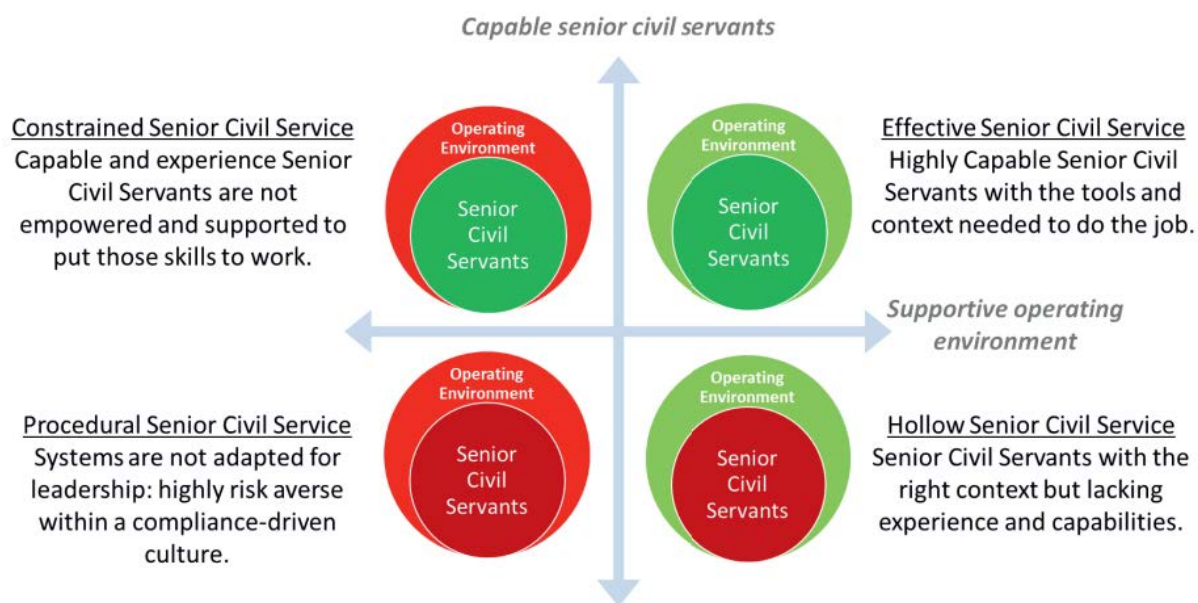 Capable senior civil servants
Constrained Senior Civil Service
Capable and experience Senior
Civil Servants are not
empowered and supported to
put those skills to work.
Operating
Environment
Senior
Civil
Servants
Operating
Environment
Senior
Civil
Servants
Effective Senior Civil Service
Highly Capable Senior Civil
Servants with the tools and
context needed to do the job.
Supportive operating
environment
Procedural Senior Civil Service
Systems are not adapted for
leadership: highly risk averse
within a compliance-driven
culture.
Operating
Environment
Senior
Civil
Servants
Operating
Environment
Senior
Civil
Servants
Hollow Senior Civil Service
Senior Civil Servants with the
right context but lacking
experience and capabilities.